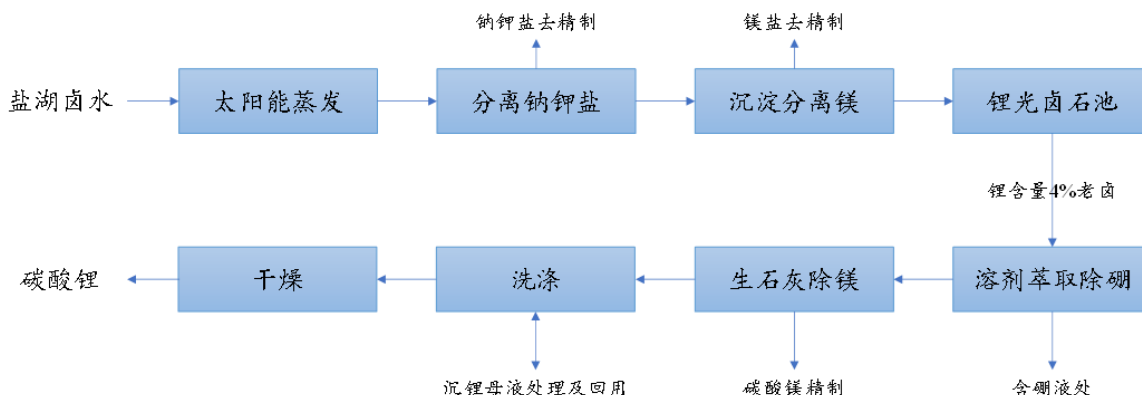 钠钾盐去精制
镁盐去精制
盐湖卤水
太阳能蒸发
分离钠钾盐
沉淀分离镁
锂光卤石池
锂含量4%老卤
碳酸锂
干燥
洗涤
生石灰除镁
溶剂萃取除硼
沉锂母液处理及回用
碳酸镁精制
含硼液处